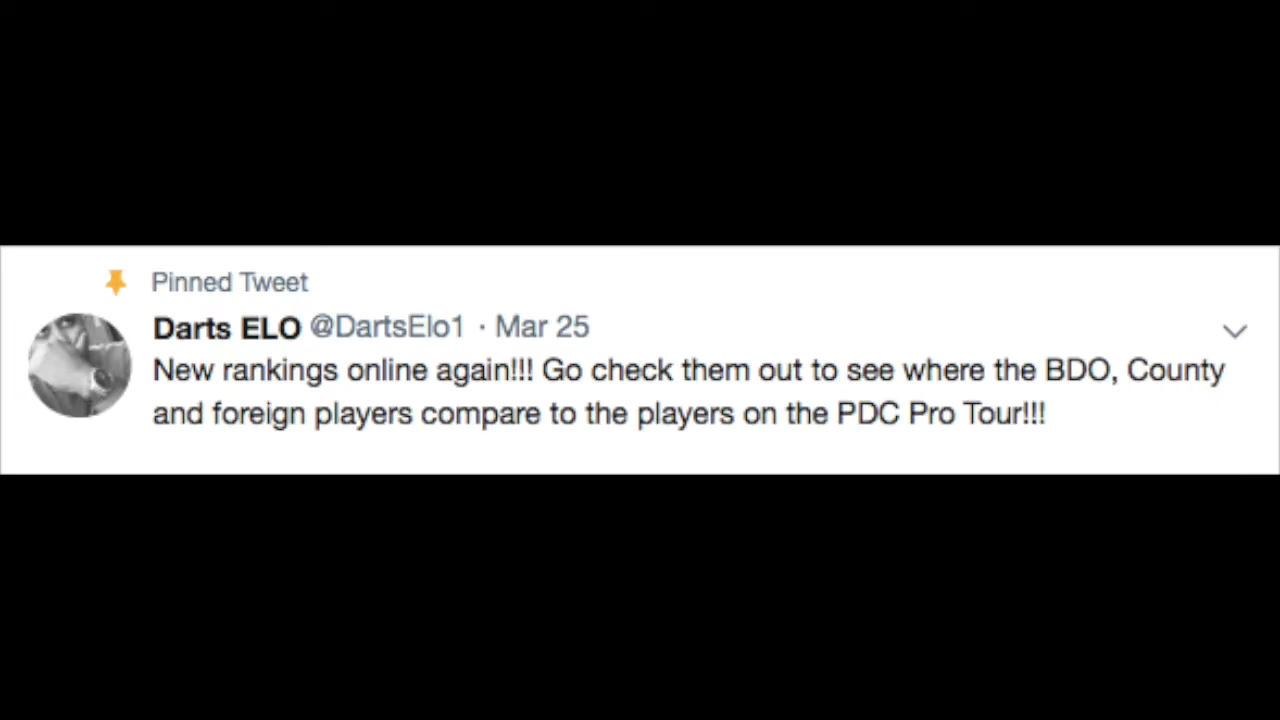 Pinned Tweet
Darts ELO @DartsElo1 · Mar 25
New rankings online again!!! Go check them out to see where the BDO, County
and foreign players compare to the players on the PDC Pro Tour!!!